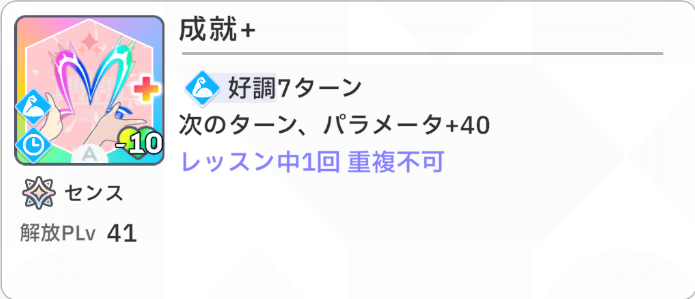 成就+
好調7ターン
次のターン、パラメータ+40
レッスン中1回 重複不可
-10
A
センス
解放PLv 41